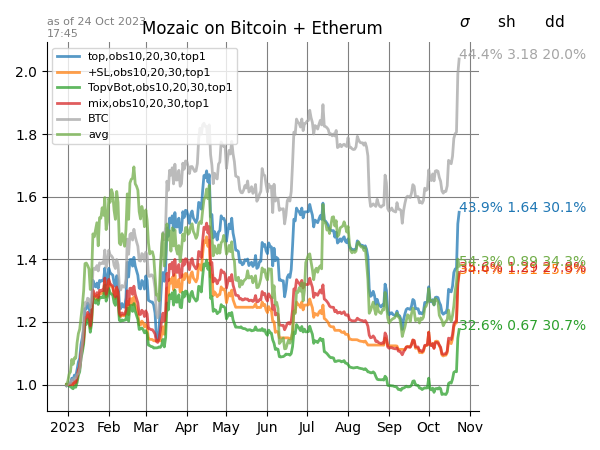 as of 24 Oct 2023
17:45
Mozaic on Bitcoin + Etherum
σ sh dd
top,obs10,20,30,top1
+SL,obs10,20,30,top1
TopvBot,obs10,20,30,top1
mix,obs10,20,30,top1
BTC
avg
44.4% 3.18 20.0%
43.9% 1.64 30.1%
32.6% 0.67 30.7%
2.0
1.8
1.6
1.4
1.2
1.0
2023 Feb Mar Apr May Jun Jul Aug Sep Oct Nov